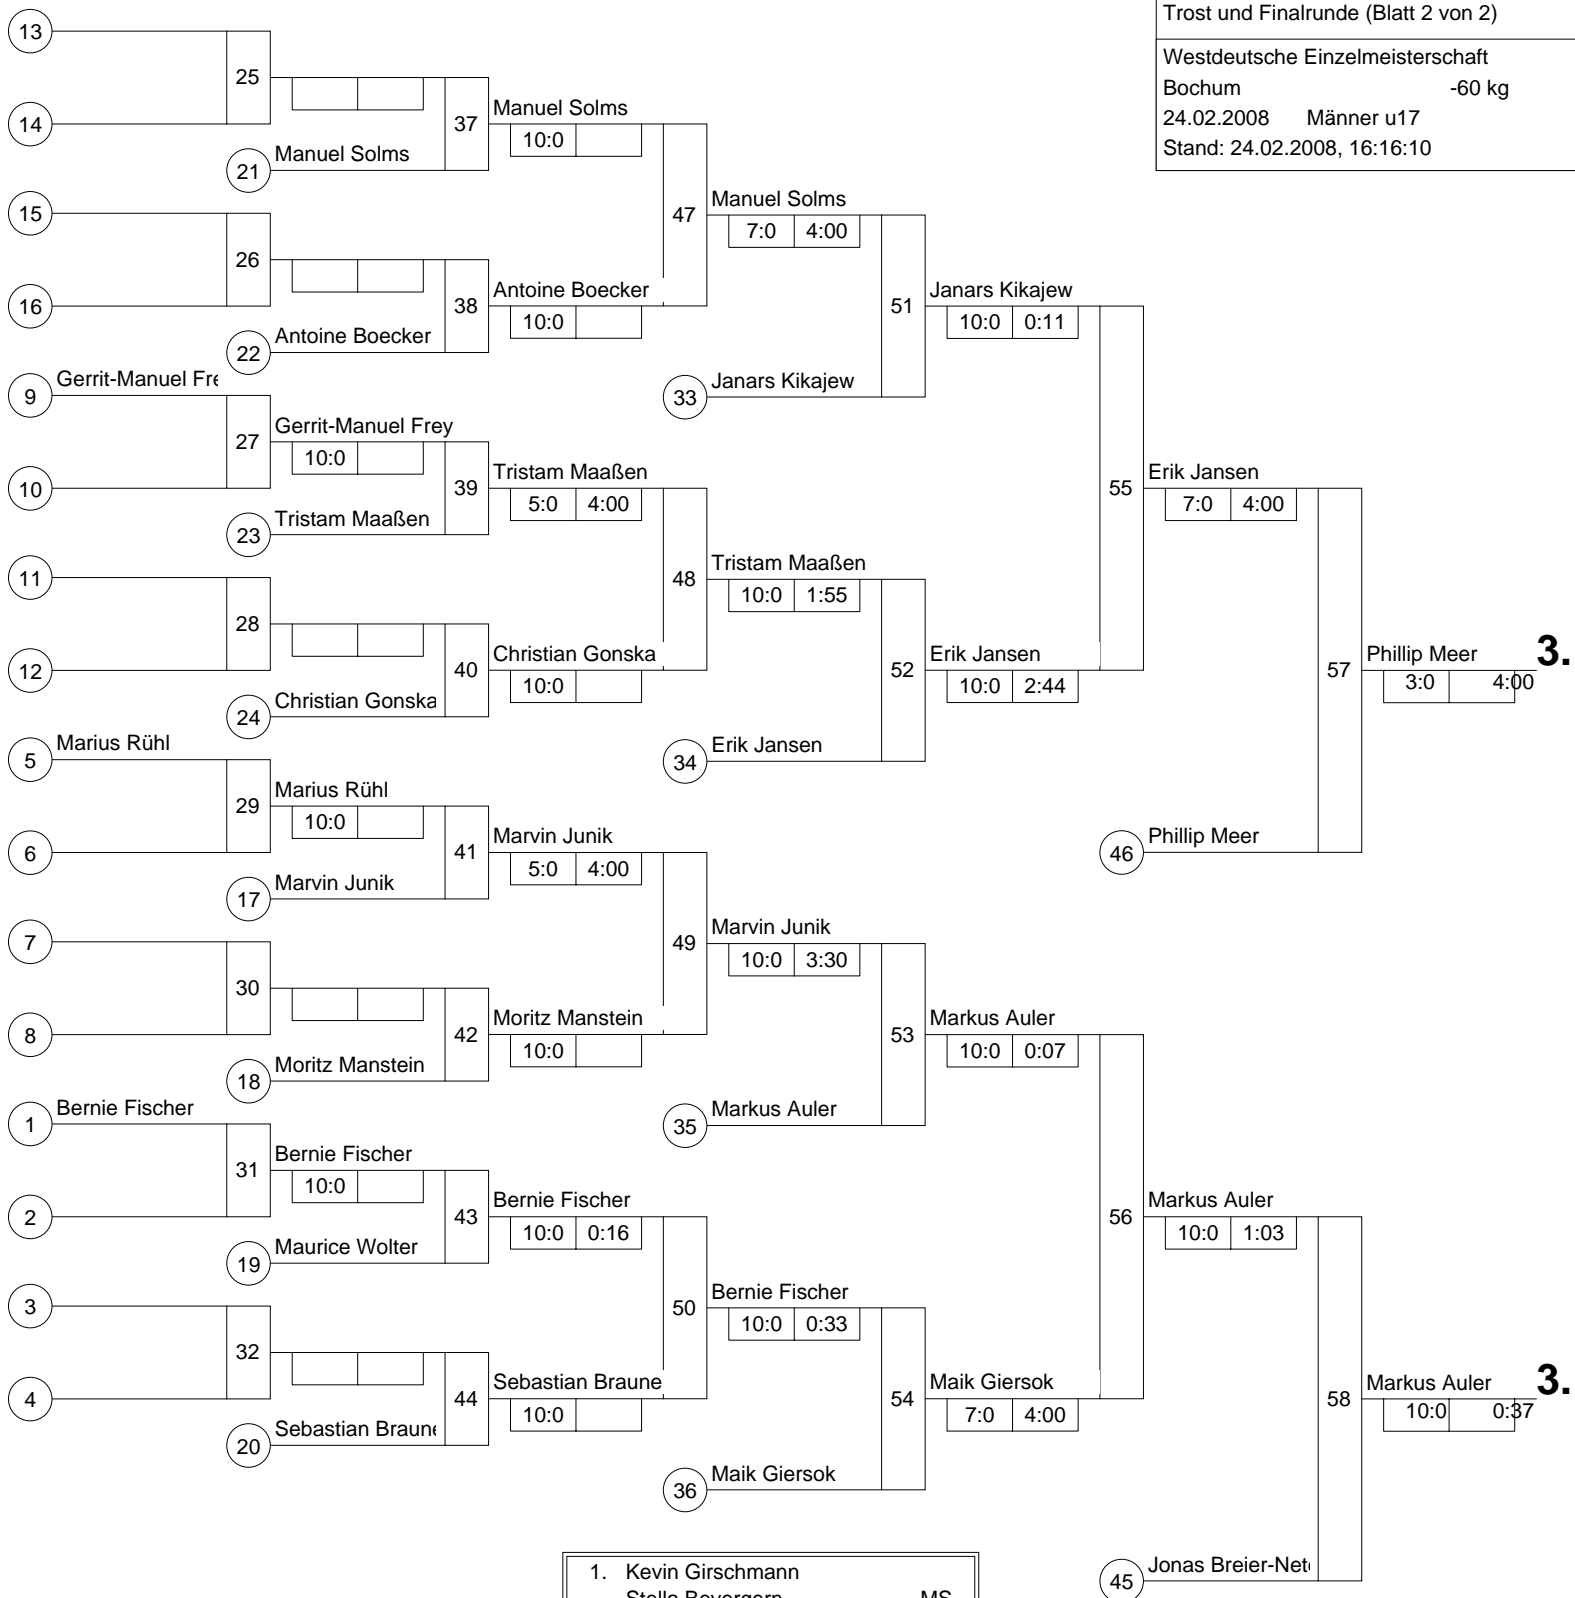 Trost und Finalrunde (Blatt 2 von 2)
Westdeutsche Einzelmeisterschaft
Bochum -60 kg
24.02.2008 Männer u17
Stand: 24.02.2008, 16:16:10
13
25
14
37
Manuel Solms
10:0
21
Manuel Solms
15
47
Manuel Solms
7:0 4:00
26
16
38
Antoine Boecker
10:0
22
Antoine Boecker
51
Janars Kikajew
10:0 0:11
33
Janars Kikajew
9
Gerrit-Manuel Fre
27
Gerrit-Manuel Frey
10:0
10
39
Tristam Maaßen
5:0 4:00
23
Tristam Maaßen
55
Erik Jansen
7:0 4:00
11
48
Tristam Maaßen
10:0 1:55
28
12
40
Christian Gonska
10:0
24
Christian Gonska
52
Erik Jansen
10:0 2:44
34
Erik Jansen
57
Phillip Meer
3.
3:0 4:00
5
Marius Rühl
29
Marius Rühl
10:0
6
41
Marvin Junik
5:0 4:00
17
Marvin Junik
46
Phillip Meer
7
49
Marvin Junik
10:0 3:30
30
8
42
Moritz Manstein
10:0
18
Moritz Manstein
53
Markus Auler
10:0 0:07
35
Markus Auler
1
Bernie Fischer
31
Bernie Fischer
10:0
2
43
Bernie Fischer
10:0 0:16
19
Maurice Wolter
56
Markus Auler
10:0 1:03
3
50
Bernie Fischer
10:0 0:33
32
4
44
Sebastian Braune
10:0
20
Sebastian Braune
54
Maik Giersok
7:0 4:00
36
Maik Giersok
58
Markus Auler
3.
10:0 0:37
45
Jonas Breier-Net
1. Kevin Girschmann
Stella Bevergern MS